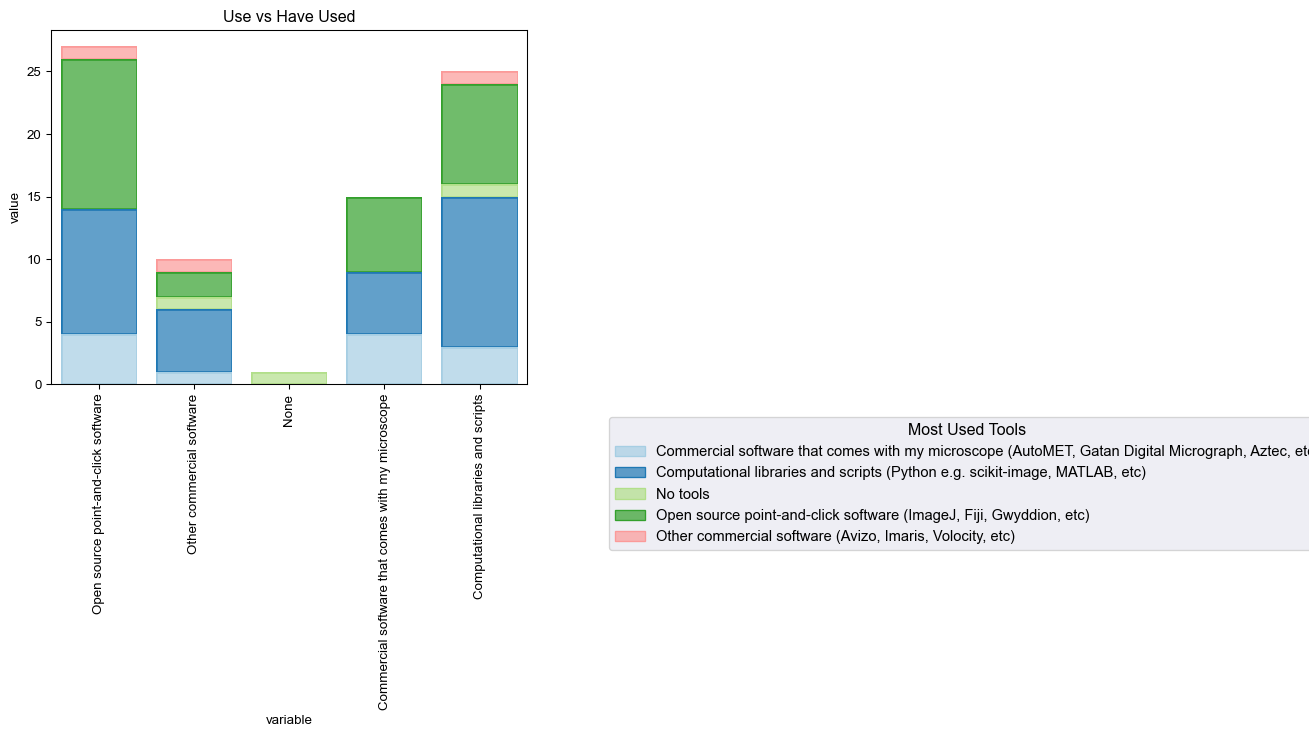 Use vs Have Used
value
25
20
15
10
5
0
Open source point-and-click software
Other commercial software
None
Commercial software that comes with my microscope
Computational libraries and scripts
variable
Most Used Tools
Commercial software that comes with my microscope (AutoMET, Gatan Digital Micrograph, Aztec, etc
Computational libraries and scripts (Python e.g. scikit-image, MATLAB, etc)
No tools
Open source point-and-click software (ImageJ, Fiji, Gwyddion, etc)
Other commercial software (Avizo, Imaris, Volocity, etc)